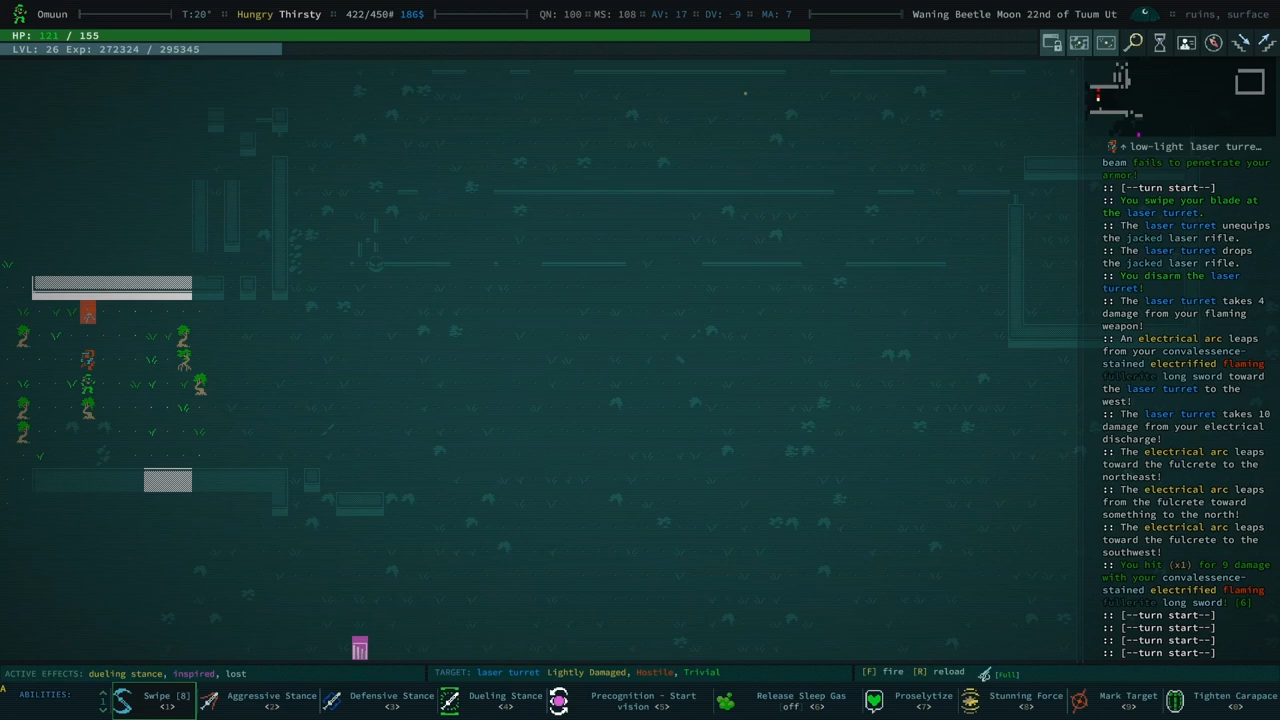 Omuun T:20° Hungry Thirsty 422/450# 186$ QN: 100 MS: 108 AV: 17 DV: -9 MA: 7 Waning Beetle Moon 22nd of Tuum Ut ruins, surface
HP: 121 / 155
LVL: 26 Exp: 272324 / 295345
↑ low-light laser turre…
beam fails to penetrate your
armor!
:: [--turn start--]
:: You swipe your blade at
the laser turret.
:: The laser turret unequips
the jacked laser rifle.
:: The laser turret drops
the jacked laser rifle.
:: You disarm the laser
turret!
:: The laser turret takes 4
damage from your flaming
weapon!
:: An electrical arc leaps
from your convalessence-
stained electrified flaming
fullerite long sword toward
the laser turret to the
west!
:: The laser turret takes 10
damage from your electrical
discharge!
:: The electrical arc leaps
toward the fulcrete to the
northeast!
:: The electrical arc leaps
from the fulcrete toward
something to the north!
:: The electrical arc leaps
toward the fulcrete to the
southwest!
:: You hit (x1) for 9 damage
with your convalessence-
stained electrified flaming
fullerite long sword! [6]
:: [--turn start--]
:: [--turn start--]
:: [--turn start--]
:: [--turn start--]
ACTIVE EFFECTS: dueling stance, inspired, lost
TARGET: laser turret Lightly Damaged, Hostile, Trivial
[F] fire [R] reload [Full]
A
ABILITIES: 1
Swipe [8] <1>
Aggressive Stance <2>
Defensive Stance <3>
Dueling Stance <4>
Precognition - Start vision <5>
Release Sleep Gas [off] <6>
Proselytize <7>
Stunning Force <8>
Mark Target <9>
Tighten Carapace <0>